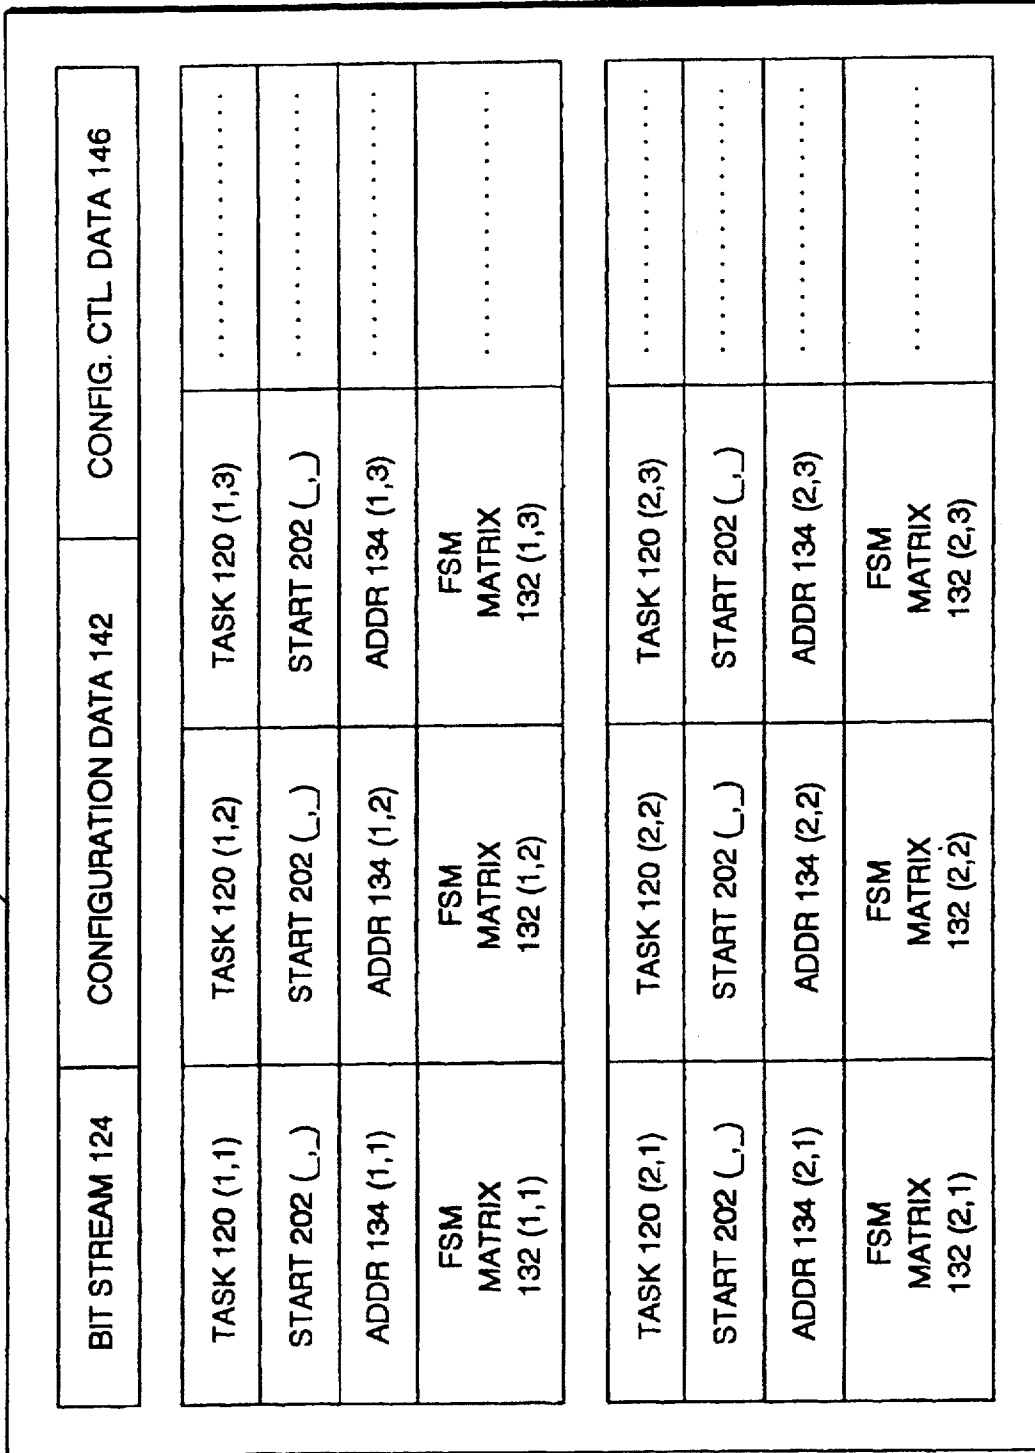 BIT STREAM 124 CONFIGURATION DATA 142 CONFIG. CTL. DATA 146
TASK 120 (1,1) TASK 120 (1,2) TASK 120 (1,3) . . . . . . . . . . . . .
START 202 (_,_) START 202 (_,_) START 202 (_,_) . . . . . . . . . . . . .
ADDR 134 (1,1) ADDR 134 (1,2) ADDR 134 (1,3) . . . . . . . . . . . . .
FSM FSM FSM
MATRIX MATRIX MATRIX . . . . . . . . . . . . .
132 (1,1) 132 (1,2) 132 (1,3)
TASK 120 (2,1) TASK 120 (2,2) TASK 120 (2,3) . . . . . . . . . . . . .
START 202 (_,_) START 202 (_,_) START 202 (_,_) . . . . . . . . . . . . .
ADDR 134 (2,1) ADDR 134 (2,2) ADDR 134 (2,3) . . . . . . . . . . . . .
FSM FSM FSM
MATRIX MATRIX MATRIX . . . . . . . . . . . . .
132 (2,1) 132 (2,2) 132 (2,3)